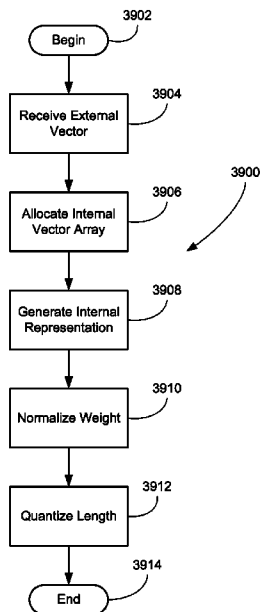 3902
Begin
3904
Receive External
Vector
3906
Allocate Internal
Vector Array
3900
3908
Generate Internal
Representation
3910
Normalize Weight
3912
Quantize Length
3914
End